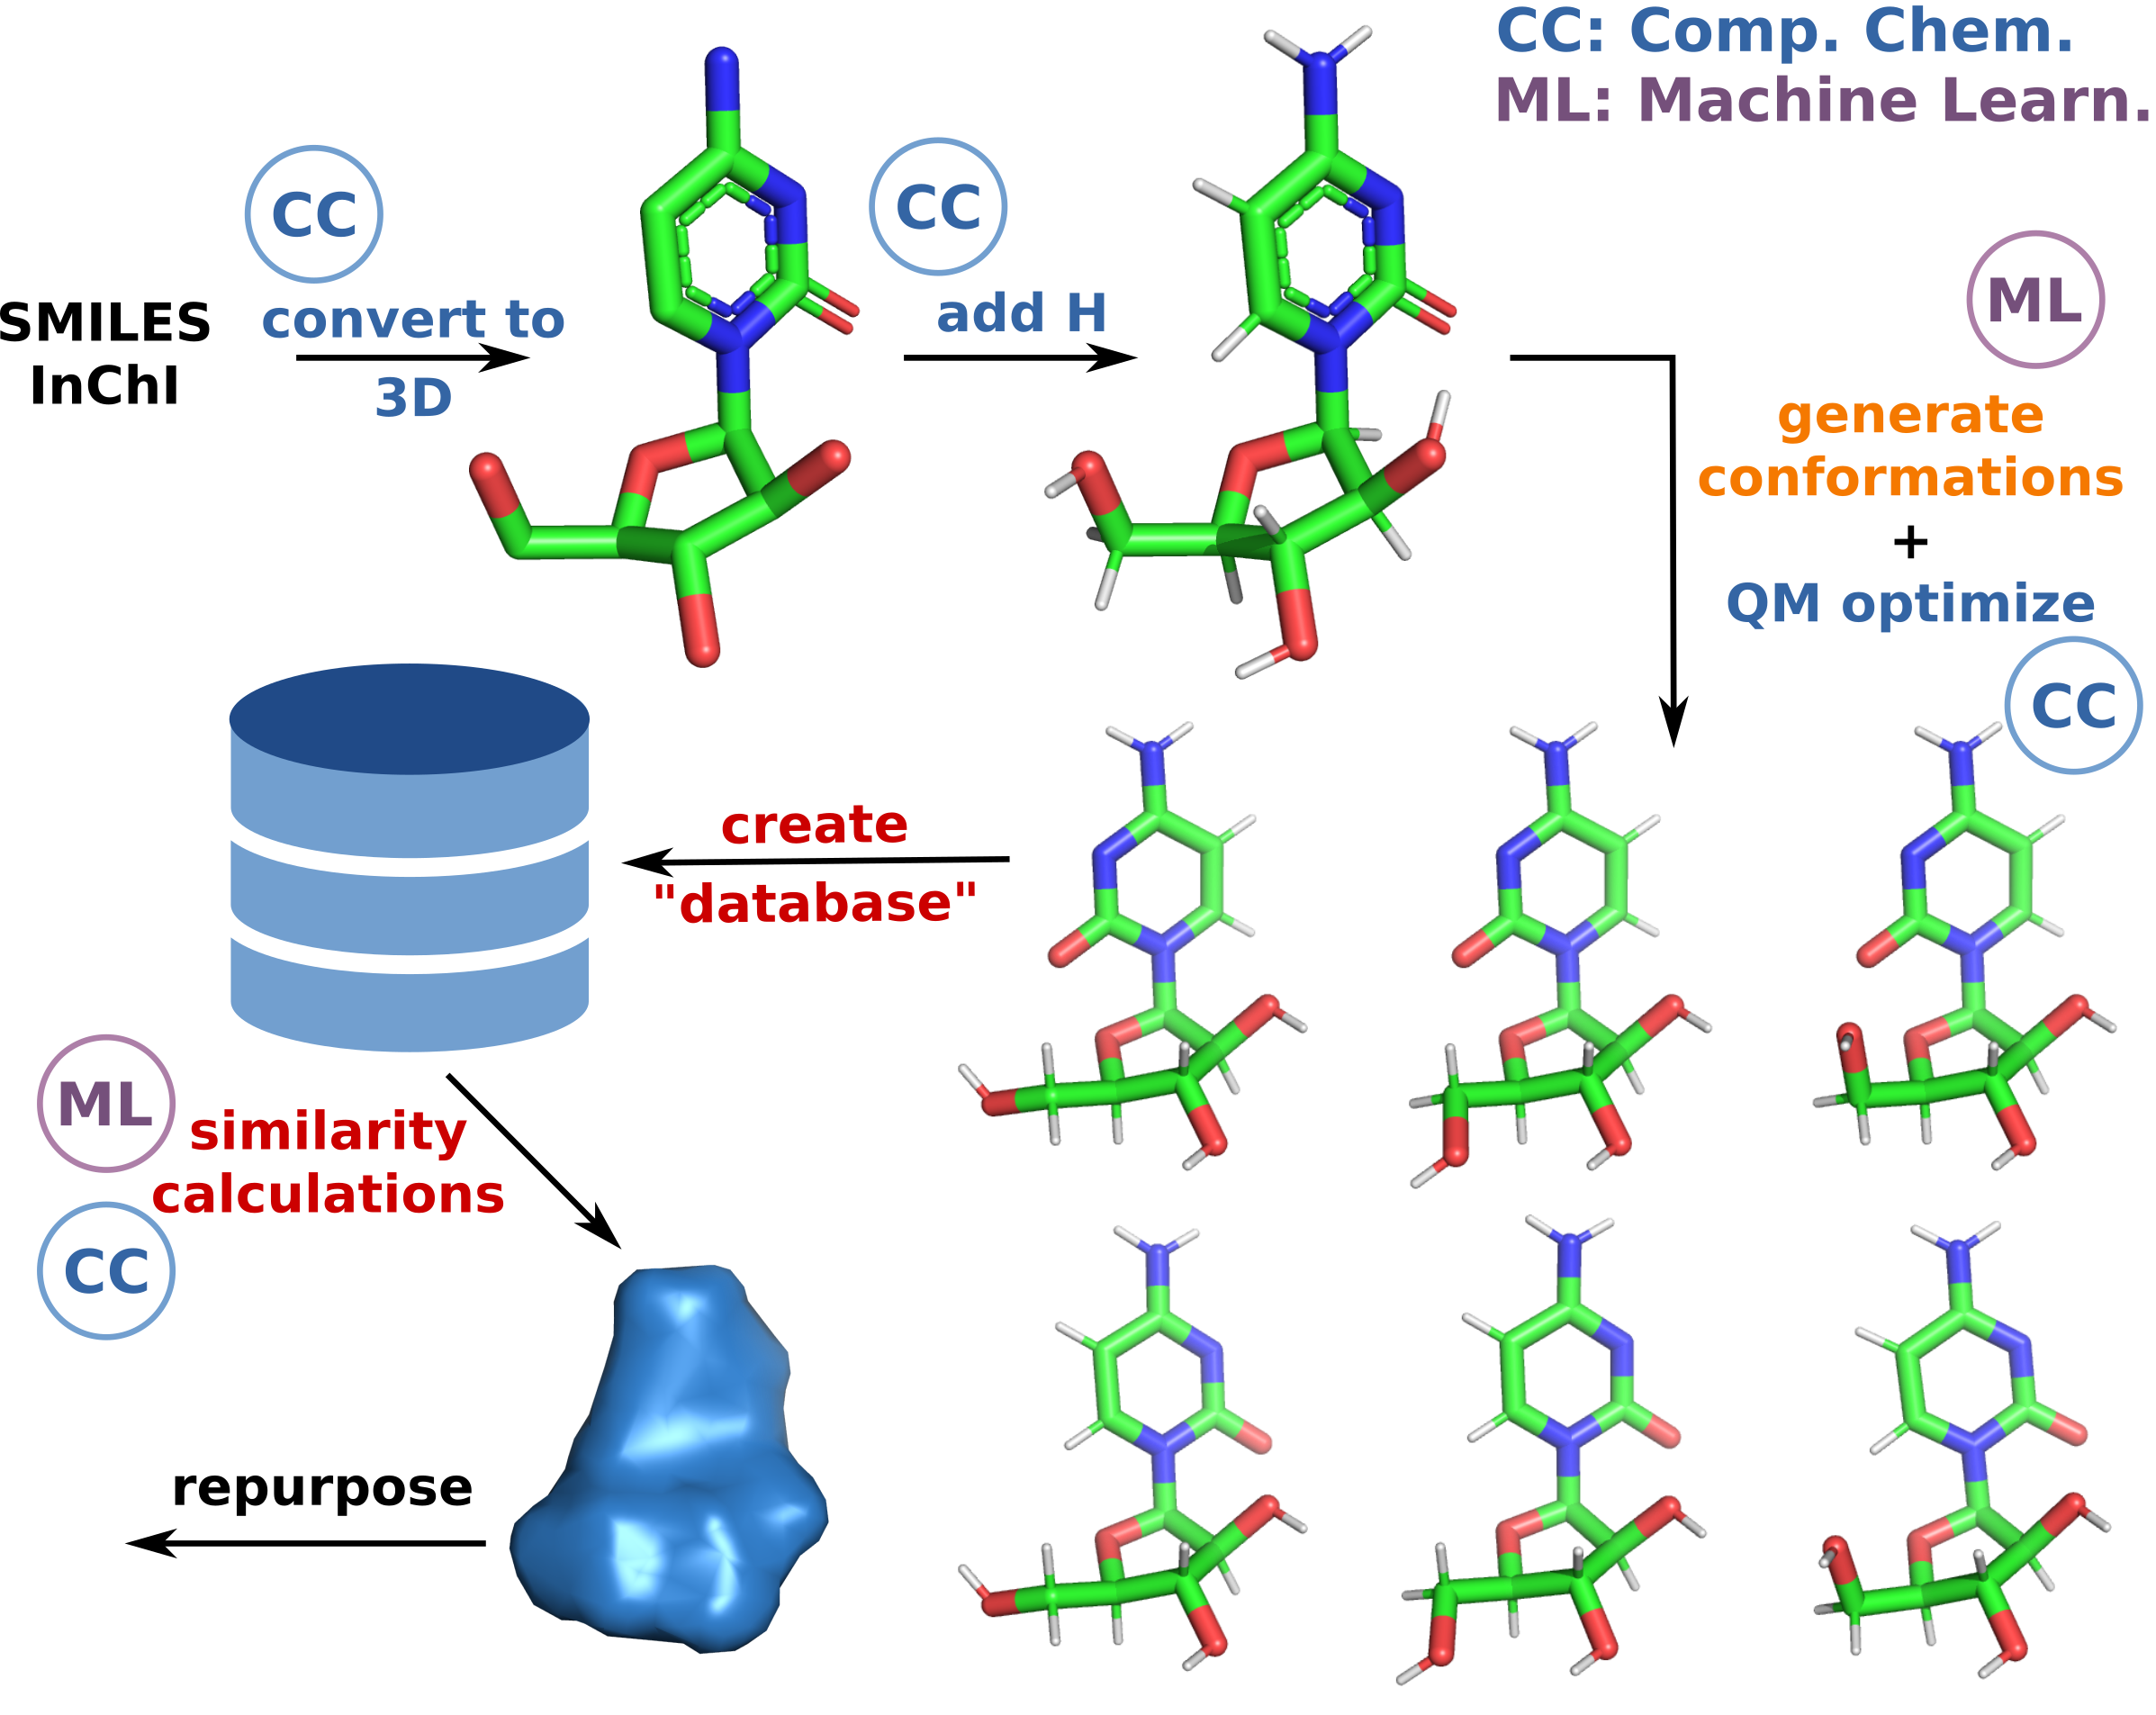 CC: Comp. Chem.
ML: Machine Learn.
CC
CC
ML
SMILES
InChI
convert to
3D
add H
generate
conformations
+
QM optimize
CC
create
"database"
ML
similarity
calculations
CC
repurpose